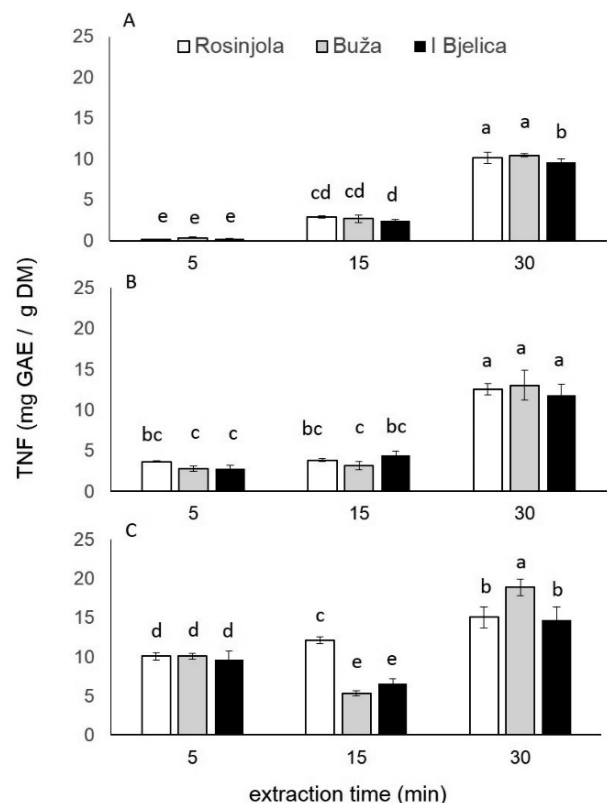 A
Rosinjola Buža I Bjelica
25
20
15
10
5
0
e e e cd cd d a a b
5 15 30
B
25
20
15
10
5
0
bc c c bc c bc a a a
5 15 30
TNF (mg GAE / g DM)
C
25
20
15
10
5
0
d d d c e e b a b
5 15 30
extraction time (min)